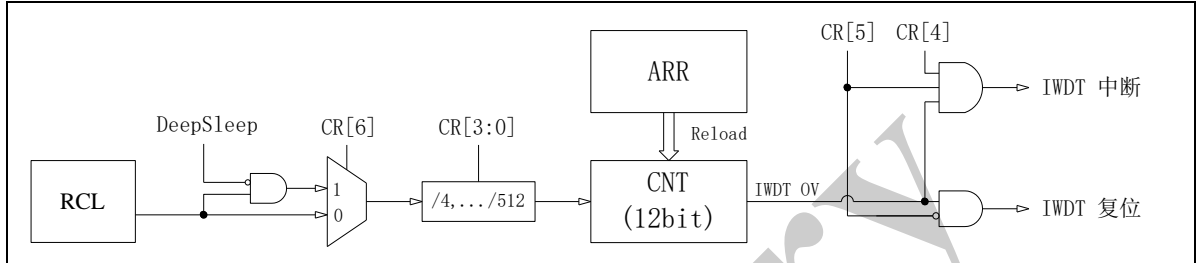 CR[5] CR[4]
ARR
IWDT 中断
DeepSleep
CR[6]
CR[3:0]
Reload
RCL
1
0
/4,.../512
CNT
(12bit)
IWDT OV
IWDT 复位